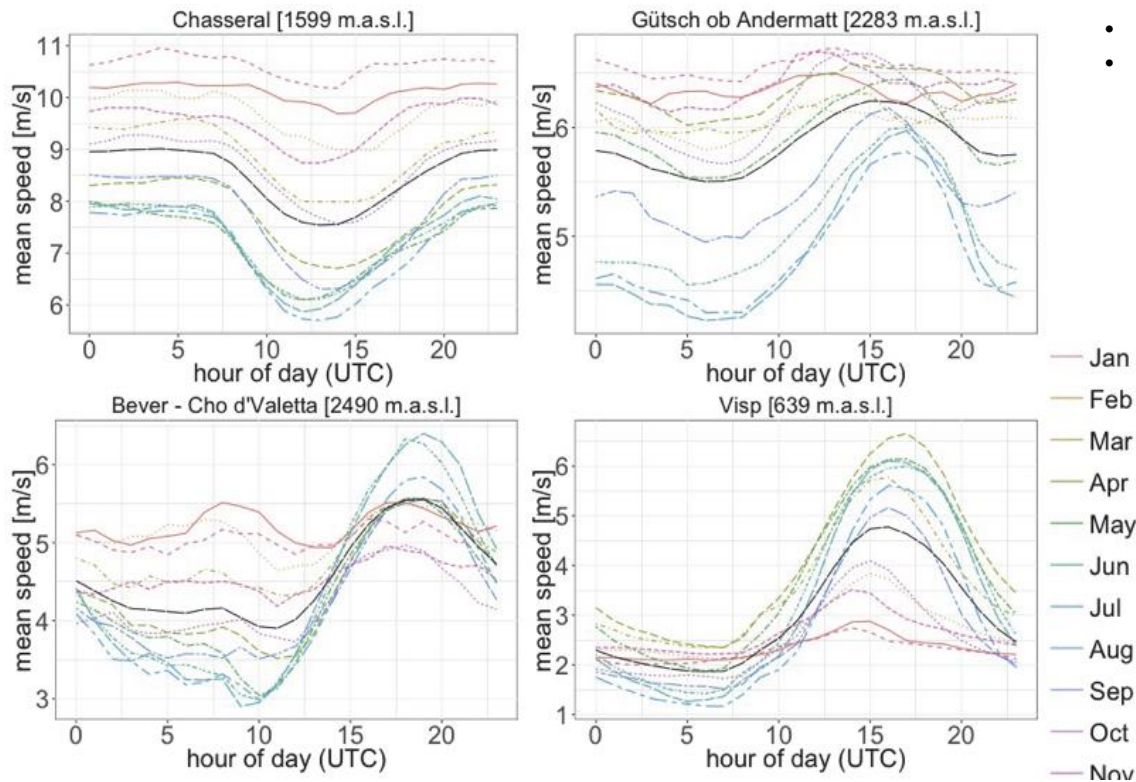 Chasseral [1599 m.a.s.l.]
mean speed [m/s]
11
10
9
8
7
6
0 5 10 15 20
hour of day (UTC)
Gütsch ob Andermatt [2283 m.a.s.l.]
mean speed [m/s]
6
5
0 5 10 15 20
hour of day (UTC)
•
•
Bever - Cho d'Valetta [2490 m.a.s.l.]
mean speed [m/s]
6
5
4
3
0 5 10 15 20
hour of day (UTC)
Visp [639 m.a.s.l.]
mean speed [m/s]
6
5
4
3
2
1
0 5 10 15 20
hour of day (UTC)
Jan
Feb
Mar
Apr
May
Jun
Jul
Aug
Sep
Oct
Nov